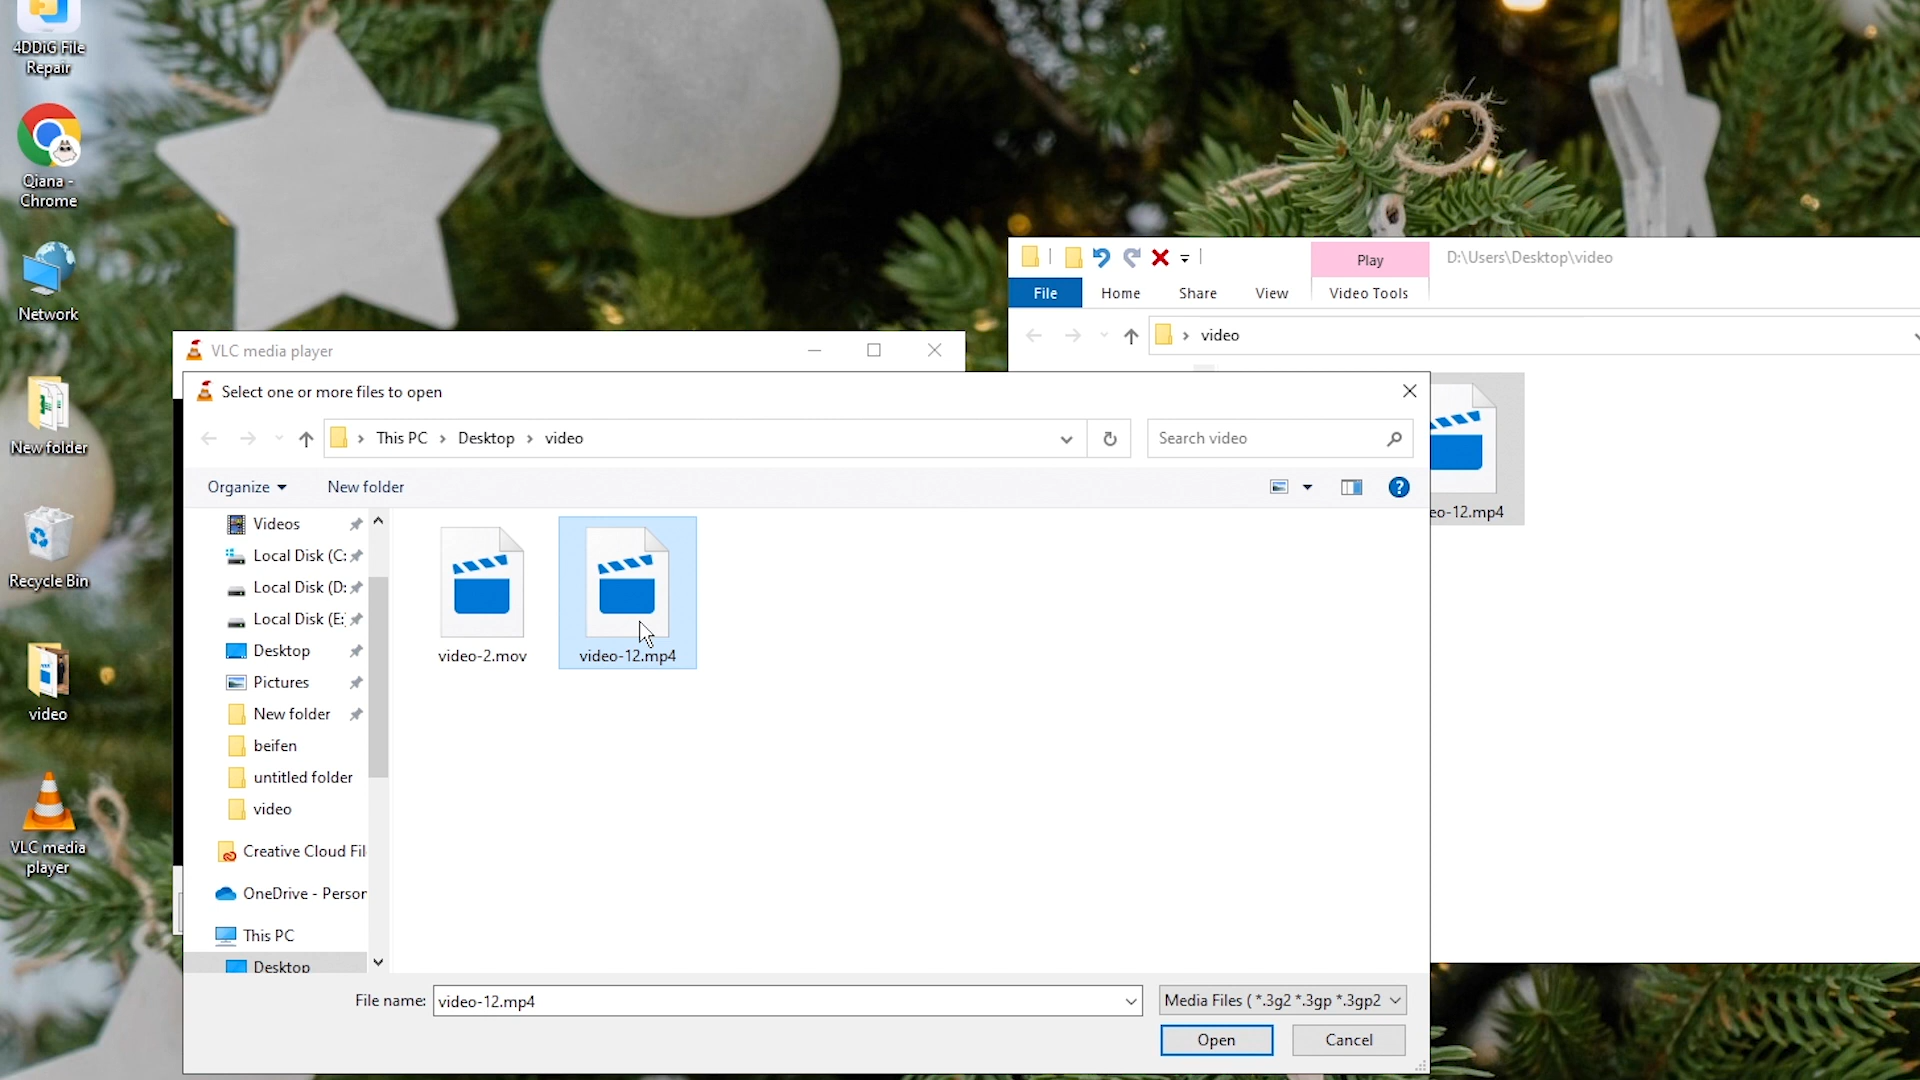 4DDiG File
Repair
Qiana -
Chrome
Network
New folder
Recycle Bin
video
VLC media
player
Play
D:\Users\Desktop\video
File
Home
Share
View
Video Tools
video
eo-12.mp4
VLC media player
Select one or more files to open
This PC
Desktop
video
Search video
Organize
New folder
?
Videos
Local Disk (C:
Local Disk (D:
Local Disk (E:
Desktop
Pictures
New folder
beifen
untitled folder
video
Creative Cloud Fil
OneDrive - Person
This PC
Desktop
video-2.mov
video-12.mp4
File name:
video-12.mp4
Media Files ( *.3g2 *.3gp *.3gp2
Open
Cancel